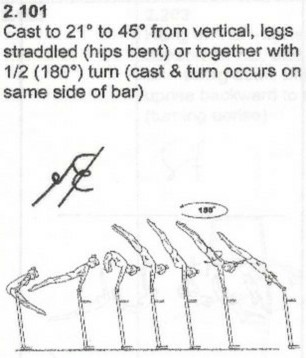 2.101
Cast to 21° to 45° from vertical, legs
straddled (hips bent) or together with
1/2 (180°) turn (cast & turn occurs on
same side of bar)
180°